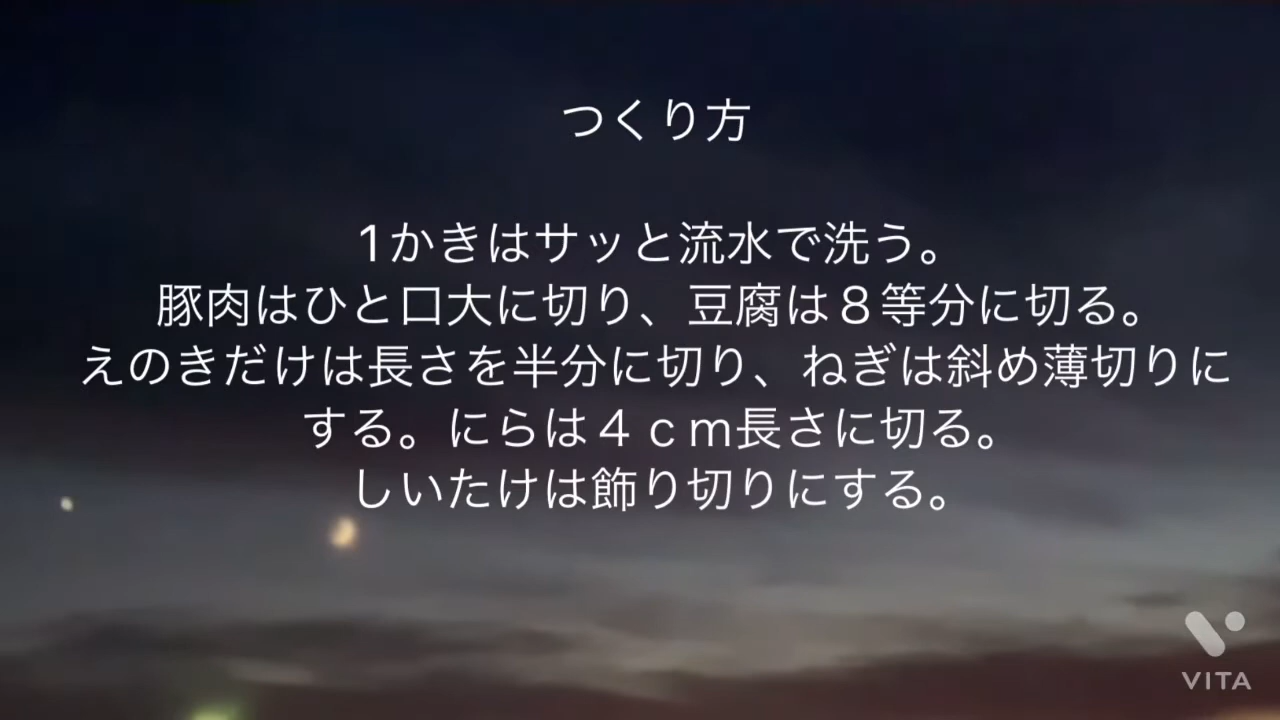 つくり方
1かきはサッと流水で洗う。
豚肉はひと口大に切り、豆腐は８等分に切る。
えのきだけは長さを半分に切り、ねぎは斜め薄切りに
する。にらは４ｃｍ長さに切る。
しいたけは飾り切りにする。
VITA